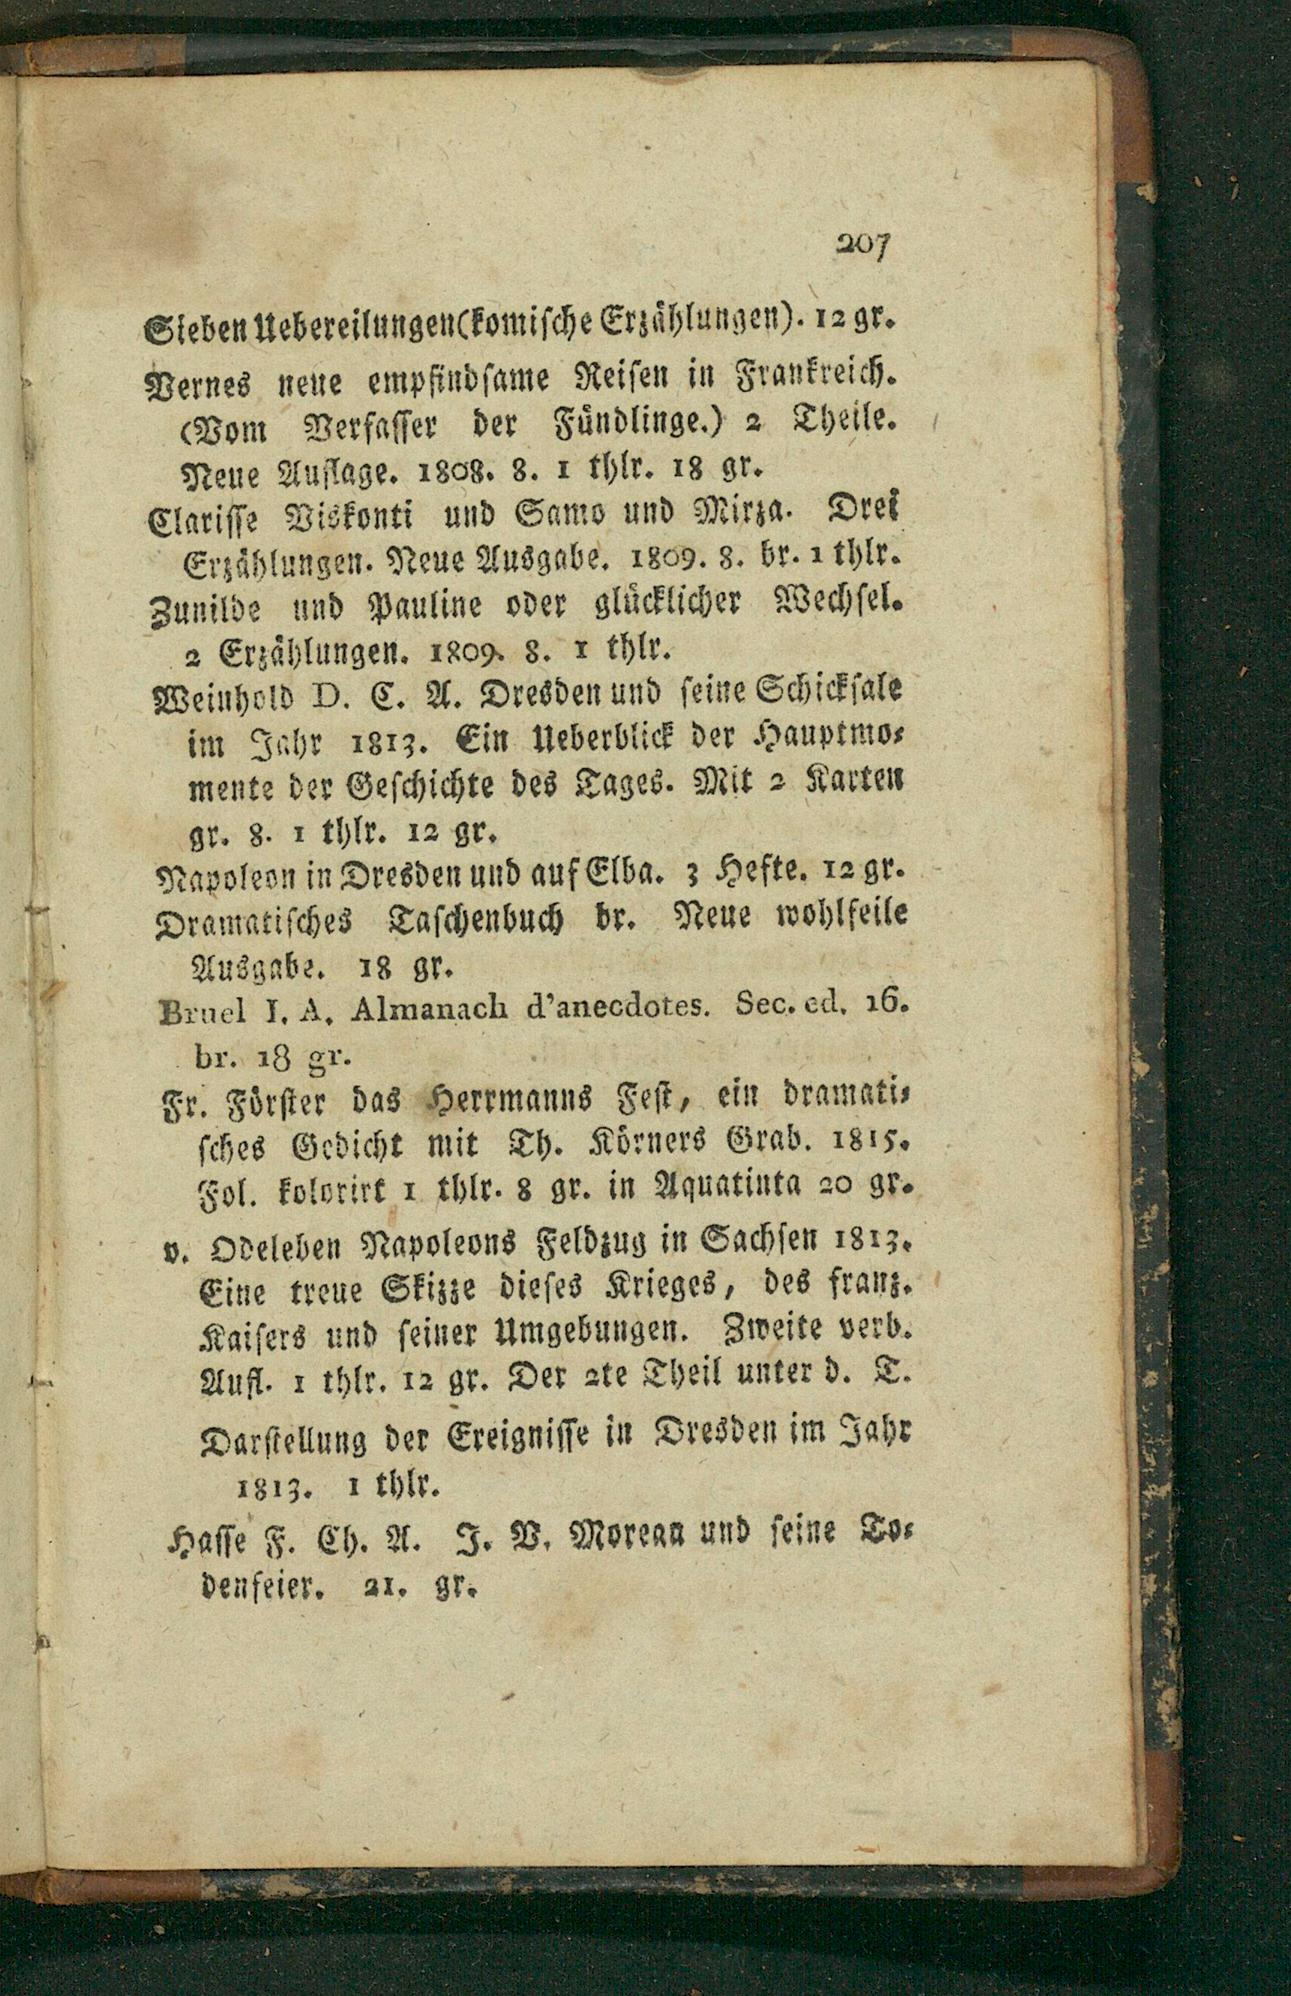 207
Sieben Uebereilungen (komische Erzählungen). 12 gr.
Vernes neue empfindsame Reisen in Frankreich.
(Vom Verfasser der Fündlinge.) 2 Theile.
Neue Auflage. 1808. 8. 1 thlr. 18 gr.
Clarisse Viskonti und Samo und Mirza. Drei
Erzählungen. Neue Ausgabe. 1809. 8. br. 1 thlr.
Zunilde und Pauline oder glücklicher Wechsel.
2 Erzählungen. 1809. 8. 1 thlr.
Weinhold D. C. A. Dresden und seine Schicksale
im Jahr 1813. Ein Ueberblick der Hauptmo⸗
mente der Geschichte des Tages. Mit 2 Karten
gr. 8. 1 thlr. 12 gr.
Napoleon in Dresden und auf Elba. 3 Hefte. 12 gr.
Dramatisches Taschenbuch br. Neue wohlfeile
Ausgabe. 18 gr.
Bruel I. A. Almanach d'anecdotes. Sec. ed. 16.
br. 18 gr.
Fr. Förster das Herrmanns Fest, ein dramati⸗
sches Gedicht mit Th. Körners Grab. 1815.
Fol. kolorirt 1 thlr. 8 gr. in Aquatinta 20 gr.
v. Odeleben Napoleons Feldzug in Sachsen 1813.
Eine treue Skizze dieses Krieges, des franz.
Kaisers und seiner Umgebungen. Zweite verb.
Aufl. 1 thlr. 12 gr. Der 2te Theil unter d. T.
Darstellung der Ereignisse in Dresden im Jahr
1813. 1 thlr.
Hasse F. Ch. A. J. V. Moreau und seine To⸗
denfeier. 21. gr.